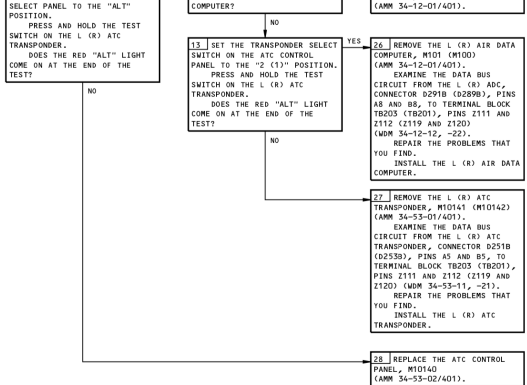 SELECT PANEL TO THE "ALT"
POSITION.
PRESS AND HOLD THE TEST
SWITCH ON THE L (R) ATC
TRANSPONDER.
DOES THE RED "ALT" LIGHT
COME ON AT THE END OF THE
TEST?
NO
COMPUTER?
NO
13 SET THE TRANSPONDER SELECT
SWITCH ON THE ATC CONTROL
PANEL TO THE "2 (1)" POSITION.
PRESS AND HOLD THE TEST
SWITCH ON THE L (R) ATC
TRANSPONDER.
DOES THE RED "ALT" LIGHT
COME ON AT THE END OF THE
TEST?
YES
NO
(AMM 34-12-01/401).
26 REMOVE THE L (R) AIR DATA
COMPUTER, M101 (M100)
(AMM 34-12-01/401).
EXAMINE THE DATA BUS
CIRCUIT FROM THE L (R) ADC,
CONNECTOR D291B (D289B), PINS
A8 AND B8, TO TERMINAL BLOCK
TB203 (TB201), PINS Z111 AND
Z112 (Z119 AND Z120)
(WDM 34-12-12, -22).
REPAIR THE PROBLEMS THAT
YOU FIND.
INSTALL THE L (R) AIR DATA
COMPUTER.
27 REMOVE THE L (R) ATC
TRANSPONDER, M10141 (M10142)
(AMM 34-53-01/401).
EXAMINE THE DATA BUS
CIRCUIT FROM THE L (R) ATC
TRANSPONDER, CONNECTOR D251B
(D253B), PINS A5 AND B5, TO
TERMINAL BLOCK TB203 (TB201),
PINS Z111 AND Z112 (Z119 AND
Z120) (WDM 34-53-11, -21).
REPAIR THE PROBLEMS THAT
YOU FIND.
INSTALL THE L (R) ATC
TRANSPONDER.
28 REPLACE THE ATC CONTROL
PANEL, M10140
(AMM 34-53-02/401).